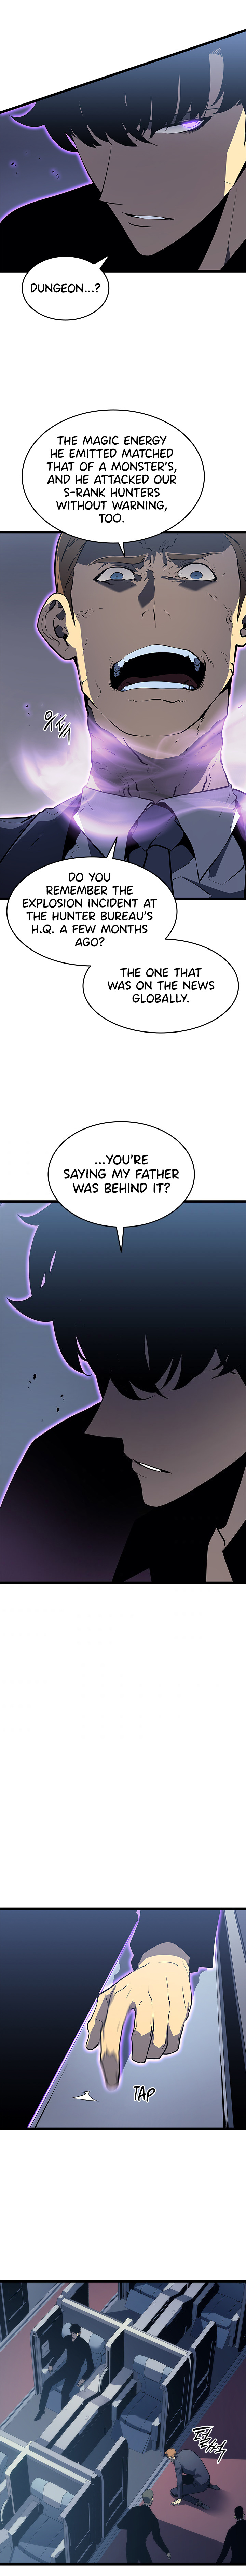 DUNGEON...?
THE MAGIC ENERGY
HE EMITTED MATCHED
THAT OF A MONSTER'S,
AND HE ATTACKED OUR
S-RANK HUNTERS
WITHOUT WARNING,
TOO.
DO YOU
REMEMBER THE
EXPLOSION INCIDENT AT
THE HUNTER BUREAU'S
H.Q. A FEW MONTHS
AGO?
THE ONE THAT
WAS ON THE NEWS
GLOBALLY.
...YOU'RE
SAYING MY FATHER
WAS BEHIND IT?
TAP